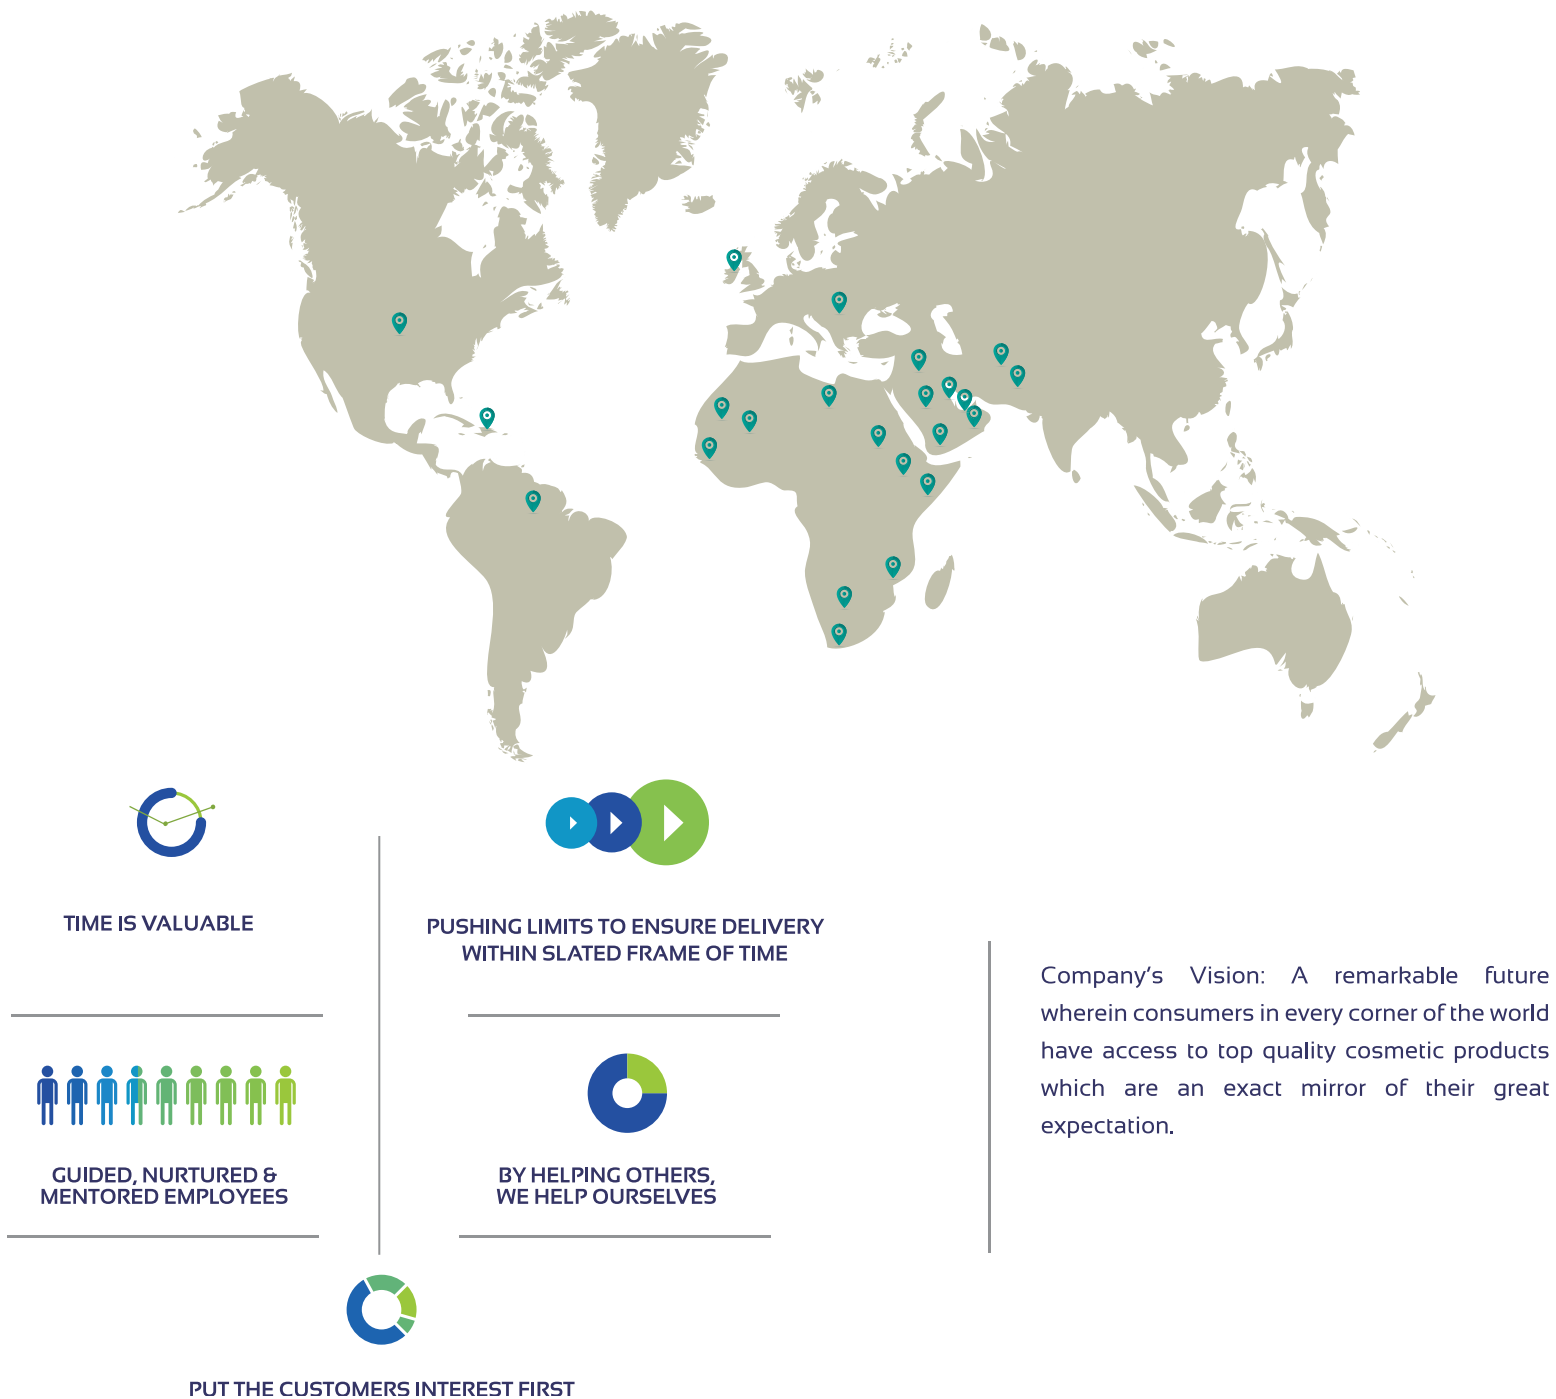 TIME IS VALUABLE
PUSHING LIMITS TO ENSURE DELIVERY
WITHIN SLATED FRAME OF TIME
GUIDED, NURTURED &
MENTORED EMPLOYEES
BY HELPING OTHERS,
WE HELP OURSELVES
PUT THE CUSTOMERS INTEREST FIRST
Company's Vision: A remarkable future
wherein consumers in every corner of the world
have access to top quality cosmetic products
which are an exact mirror of their great
expectation.